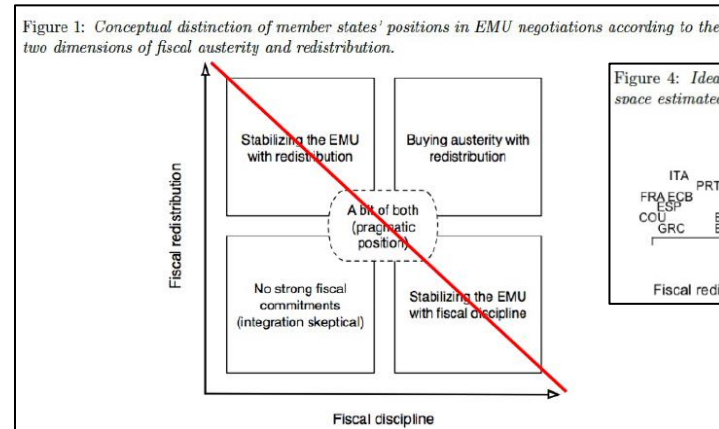 Figure 1: Conceptual distinction of member states' positions in EMU negotiations according to the
two dimensions of fiscal austerity and redistribution.
Fiscal redistribution
Stabilizing the EMU
with redistribution
Buying austerity with
redistribution
A bit of both
(pragmatic
position)
No strong fiscal
commitments
(integration skeptical)
Stabilizing the EMU
with fiscal discipline
Fiscal discipline
Figure 4:
space estimated
ITA
PRT
FRA ECB
ESP
COU
GRC
Fiscal